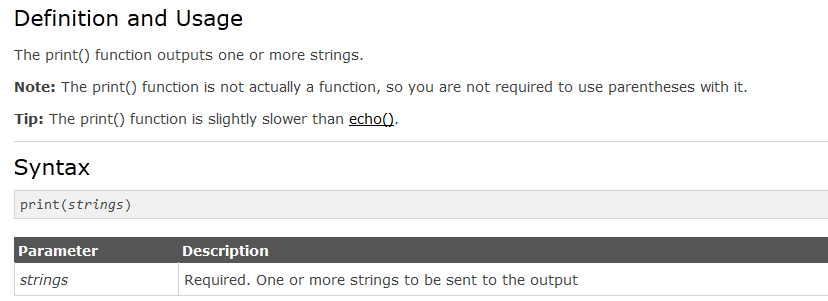 Definition and Usage
The print() function outputs one or more strings.
Note: The print() function is not actually a function, so you are not required to use parentheses with it.
Tip: The print() function is slightly slower than echo().
Syntax
print(strings)
Parameter Description
strings Required. One or more strings to be sent to the output